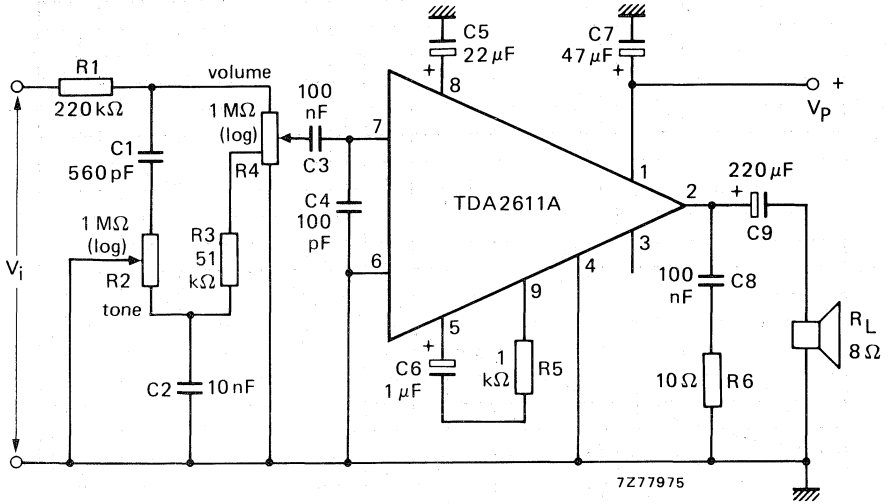 C5
22 μF
+
8
C7
47 μF
+
R1
220 kΩ
volume
100
nF
C3
1 MΩ
(log)
R4
+
V_P
C1
560 pF
7
1
TDA2611A
2
220 μF
+
C9
C4
100
pF
1 MΩ
(log)
R2
tone
R3
51
kΩ
V_i
6
3
4
9
5
100
nF
C8
R_L
8 Ω
+
C6
1 μF
1
kΩ
R5
C2
10 nF
10 Ω
R6
7Z77975